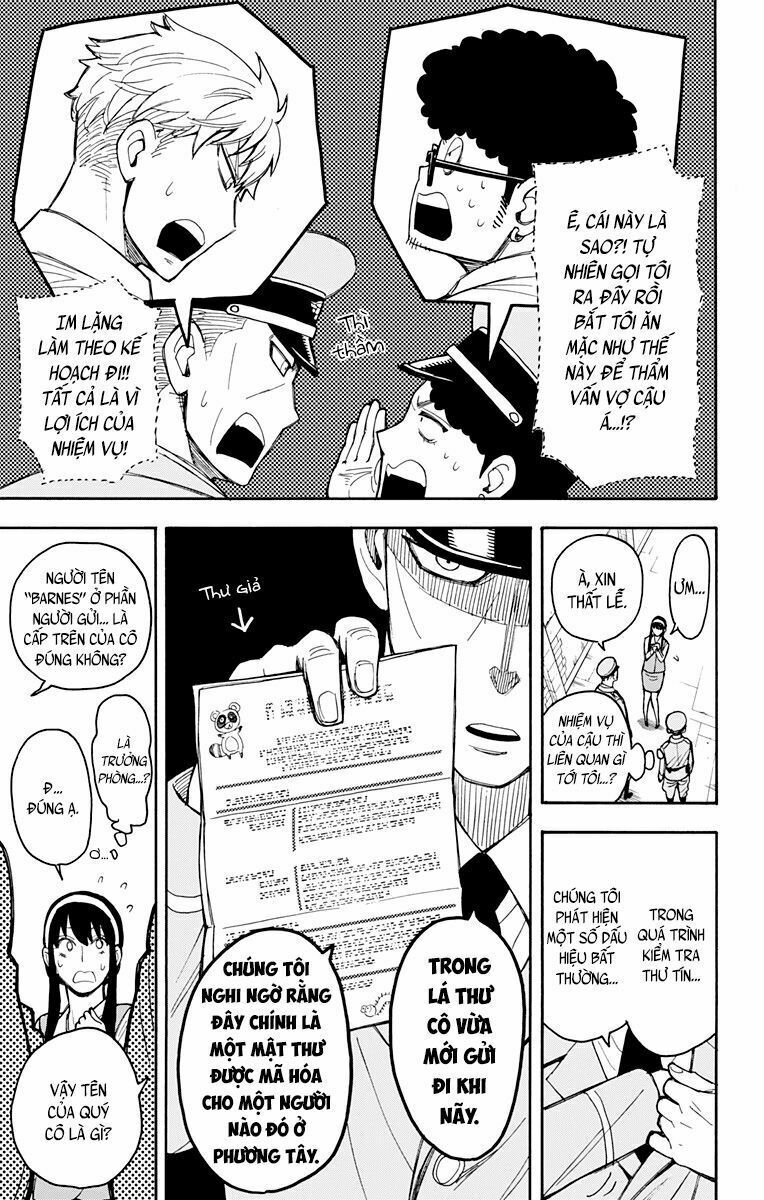 Ê, CÁI NÀY LÀ
SAO?! TỰ
NHIÊN GỌI TÔI
RA ĐÂY RỒI
BẮT TÔI ĂN
MẶC NHƯ THẾ
NÀY ĐỂ THẨM
VẤN VỢ CẬU
Á...!?
Thì
thầm
IM LẶNG
LÀM THEO KẾ
HOẠCH ĐI!!
TẤT CẢ LÀ VÌ
LỢI ÍCH CỦA
NHIỆM VỤ!
ƯM...
À, XIN
THẤT LỄ.
NHIỆM VỤ
CỦA CẬU THÌ
LIÊN QUAN GÌ
TỚI TÔI...?
TRONG
QUÁ TRÌNH
KIỂM TRA
THƯ TÍN...
CHÚNG TÔI
PHÁT HIỆN
MỘT SỐ DẤU
HIỆU BẤT
THƯỜNG...
Thư Giả
TRONG
LÁ THƯ
CÔ VỪA
MỚI GỬI
ĐI KHI
NÃY.
CHÚNG TÔI
NGHI NGỜ RẰNG
ĐÂY CHÍNH LÀ
MỘT MẬT THƯ
ĐƯỢC MÃ HÓA
CHO MỘT NGƯỜI
NÀO ĐÓ Ở
PHƯƠNG TÂY.
NGƯỜI TÊN
"BARNES" Ở PHẦN
NGƯỜI GỬI... LÀ
CẤP TRÊN CỦA CÔ
ĐÚNG KHÔNG?
LÀ
TRƯỞNG
PHÒNG...?
Đ...
ĐÚNG Ạ.
Ơ...
VẬY TÊN
CỦA QUÝ
CÔ LÀ GÌ?